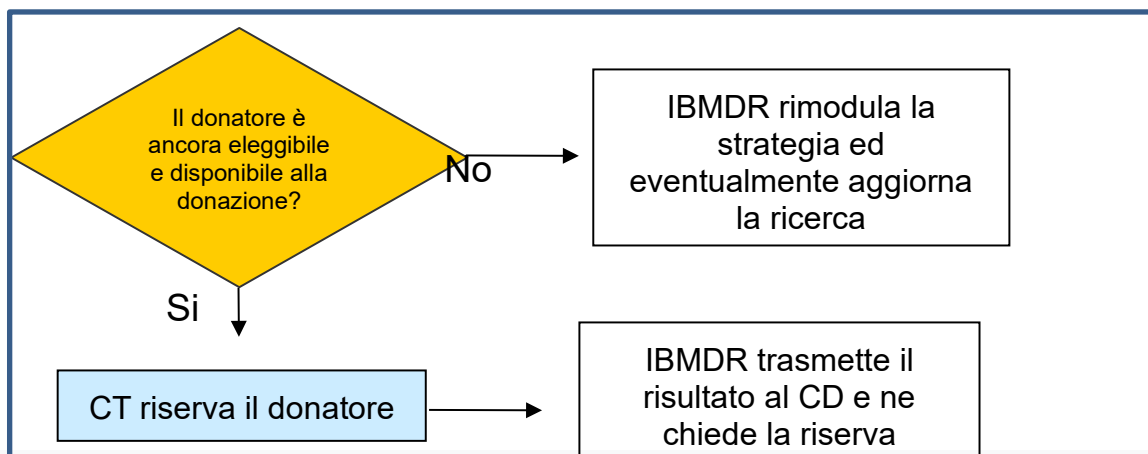 Il donatore è
ancora eleggibile
e disponibile alla
donazione?
No
IBMDR rimodula la
strategia ed
eventualmente aggiorna
la ricerca
Si
CT riserva il donatore
IBMDR trasmette il
risultato al CD e ne
chiede la riserva